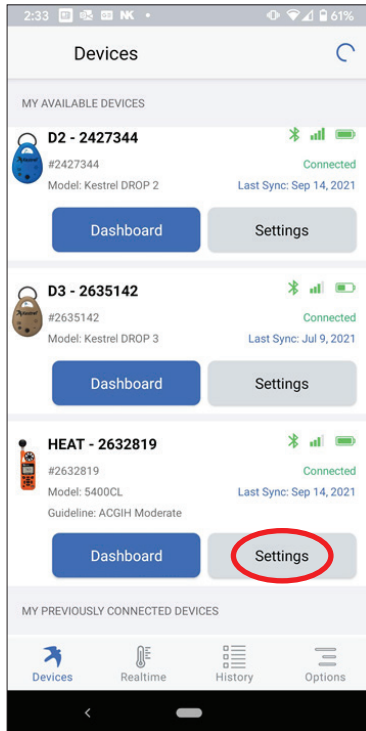 2:33 NK • 61%
Devices
MY AVAILABLE DEVICES
D2 - 2427344
#2427344 Connected
Model: Kestrel DROP 2 Last Sync: Sep 14, 2021
Dashboard Settings
D3 - 2635142
#2635142 Connected
Model: Kestrel DROP 3 Last Sync: Jul 9, 2021
Dashboard Settings
HEAT - 2632819
#2632819 Connected
Model: 5400CL Last Sync: Sep 14, 2021
Guideline: ACGIH Moderate
Dashboard Settings
MY PREVIOUSLY CONNECTED DEVICES
Devices Realtime History Options